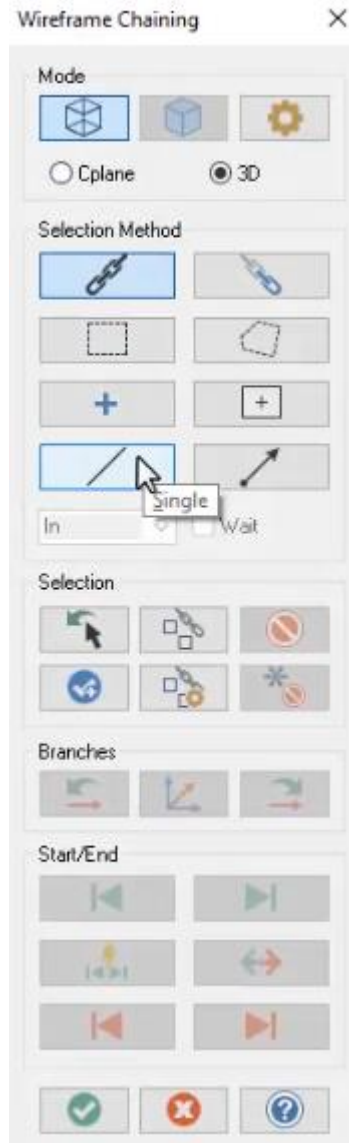 Wireframe Chaining
Mode
Cplane 3D
Selection Method
Single
In Wait
Selection
Branches
Start/End